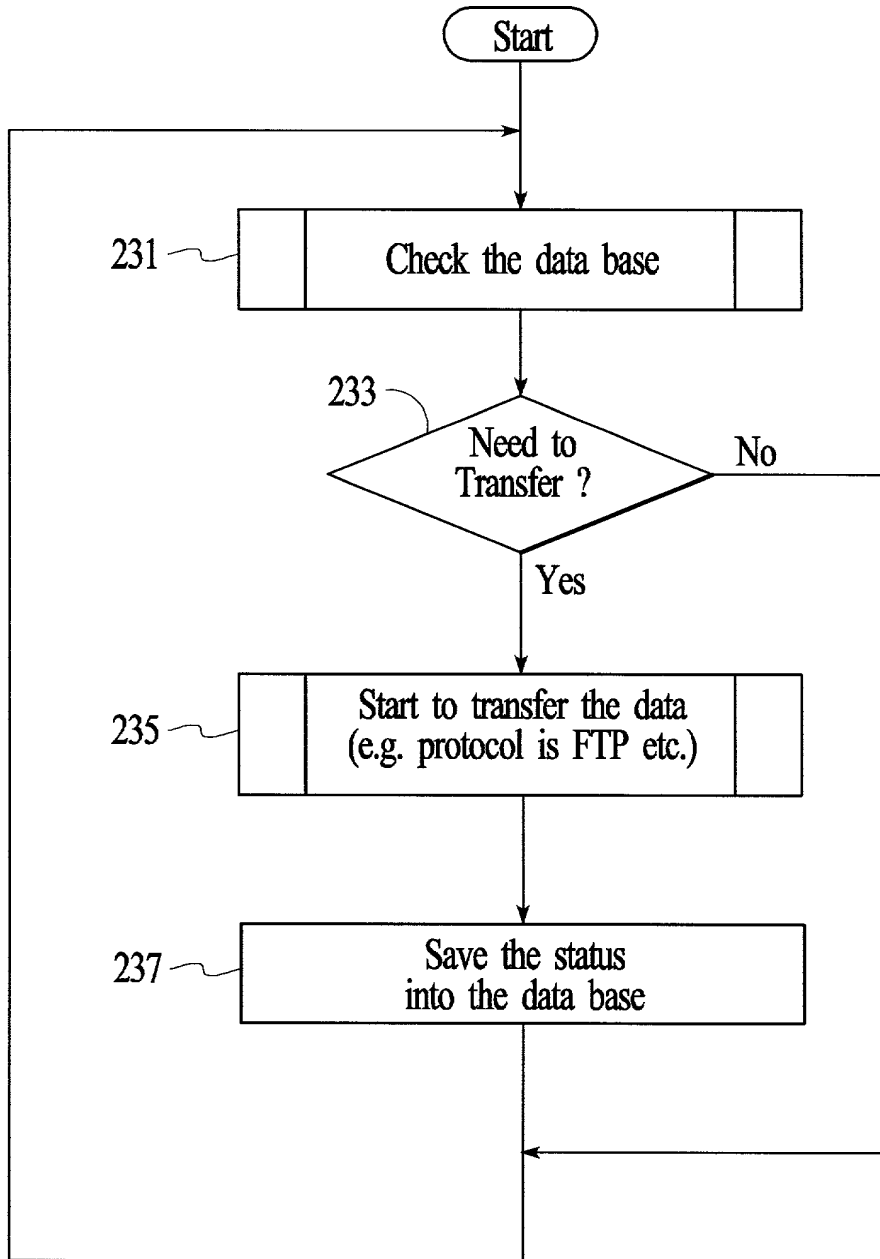 Start
231
Check the data base
233
Need to
Transfer ?
No
Yes
235
Start to transfer the data
(e.g. protocol is FTP etc.)
237
Save the status
into the data base